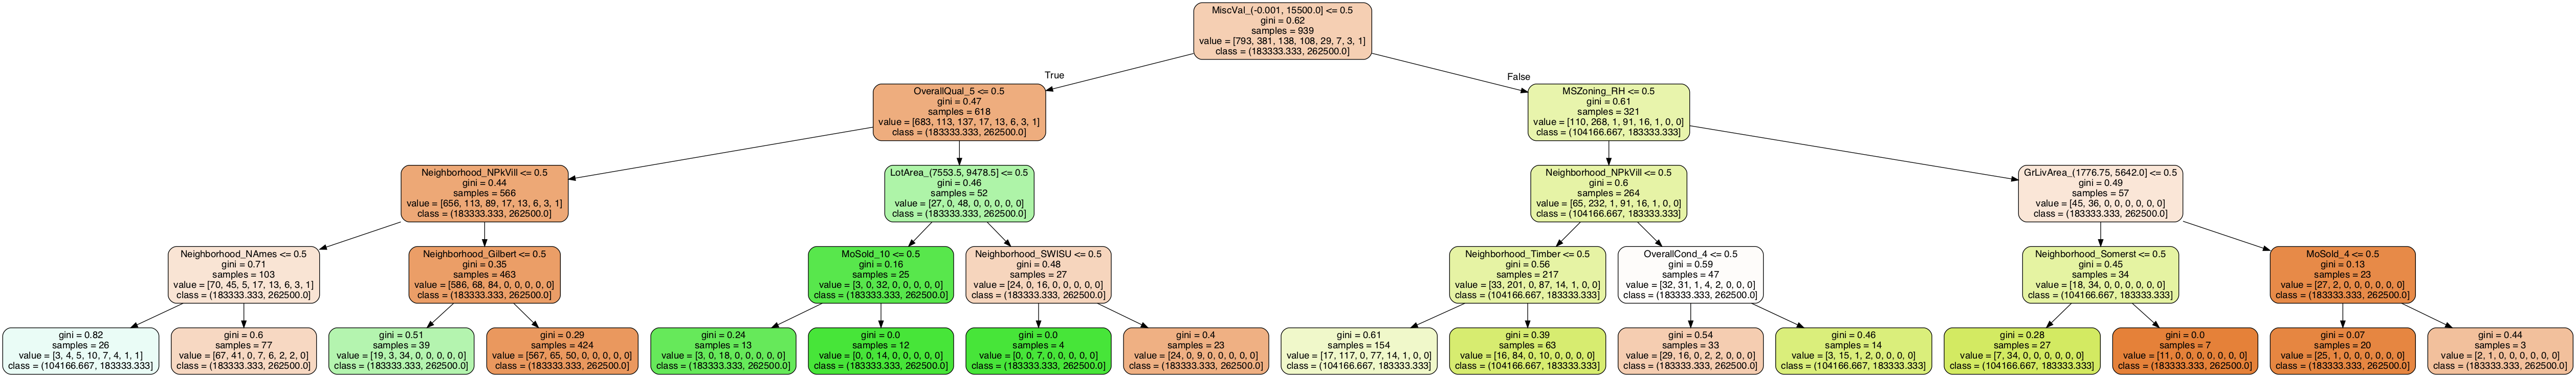 MiscVal_(-0.001, 15500.0] <= 0.5
gini = 0.62
samples = 939
value = [793, 381, 138, 108, 29, 7, 3, 1]
class = (183333.333, 262500.0]
True
False
OverallQual_5 <= 0.5
gini = 0.47
samples = 618
value = [683, 113, 137, 17, 13, 6, 3, 1]
class = (183333.333, 262500.0]
MSZoning_RH <= 0.5
gini = 0.61
samples = 321
value = [110, 268, 1, 91, 16, 1, 0, 0]
class = (104166.667, 183333.333]
Neighborhood_NPkVill <= 0.5
gini = 0.44
samples = 566
value = [656, 113, 89, 17, 13, 6, 3, 1]
class = (183333.333, 262500.0]
LotArea_(7553.5, 9478.5] <= 0.5
gini = 0.46
samples = 52
value = [27, 0, 48, 0, 0, 0, 0, 0]
class = (183333.333, 262500.0]
Neighborhood_NPkVill <= 0.5
gini = 0.6
samples = 264
value = [65, 232, 1, 91, 16, 1, 0, 0]
class = (104166.667, 183333.333]
GrLivArea_(1776.75, 5642.0] <= 0.5
gini = 0.49
samples = 57
value = [45, 36, 0, 0, 0, 0, 0, 0]
class = (183333.333, 262500.0]
Neighborhood_NAmes <= 0.5
gini = 0.71
samples = 103
value = [70, 45, 5, 17, 13, 6, 3, 1]
class = (183333.333, 262500.0]
Neighborhood_Gilbert <= 0.5
gini = 0.35
samples = 463
value = [586, 68, 84, 0, 0, 0, 0, 0]
class = (183333.333, 262500.0]
MoSold_10 <= 0.5
gini = 0.16
samples = 25
value = [3, 0, 32, 0, 0, 0, 0, 0]
class = (183333.333, 262500.0]
Neighborhood_SWISU <= 0.5
gini = 0.48
samples = 27
value = [24, 0, 16, 0, 0, 0, 0, 0]
class = (183333.333, 262500.0]
Neighborhood_Timber <= 0.5
gini = 0.56
samples = 217
value = [33, 201, 0, 87, 14, 1, 0, 0]
class = (104166.667, 183333.333]
OverallCond_4 <= 0.5
gini = 0.59
samples = 47
value = [32, 31, 1, 4, 2, 0, 0, 0]
class = (183333.333, 262500.0]
Neighborhood_Somerst <= 0.5
gini = 0.45
samples = 34
value = [18, 34, 0, 0, 0, 0, 0, 0]
class = (104166.667, 183333.333]
MoSold_4 <= 0.5
gini = 0.13
samples = 23
value = [27, 2, 0, 0, 0, 0, 0, 0]
class = (183333.333, 262500.0]
gini = 0.82
samples = 26
value = [3, 4, 5, 10, 7, 4, 1, 1]
class = (104166.667, 183333.333]
gini = 0.6
samples = 77
value = [67, 41, 0, 7, 6, 2, 2, 0]
class = (183333.333, 262500.0]
gini = 0.51
samples = 39
value = [19, 3, 34, 0, 0, 0, 0, 0]
class = (183333.333, 262500.0]
gini = 0.29
samples = 424
value = [567, 65, 50, 0, 0, 0, 0, 0]
class = (183333.333, 262500.0]
gini = 0.24
samples = 13
value = [3, 0, 18, 0, 0, 0, 0, 0]
class = (183333.333, 262500.0]
gini = 0.0
samples = 12
value = [0, 0, 14, 0, 0, 0, 0, 0]
class = (183333.333, 262500.0]
gini = 0.0
samples = 4
value = [0, 0, 7, 0, 0, 0, 0, 0]
class = (183333.333, 262500.0]
gini = 0.4
samples = 23
value = [24, 0, 9, 0, 0, 0, 0, 0]
class = (183333.333, 262500.0]
gini = 0.61
samples = 154
value = [17, 117, 0, 77, 14, 1, 0, 0]
class = (104166.667, 183333.333]
gini = 0.39
samples = 63
value = [16, 84, 0, 10, 0, 0, 0, 0]
class = (104166.667, 183333.333]
gini = 0.54
samples = 33
value = [29, 16, 0, 2, 2, 0, 0, 0]
class = (183333.333, 262500.0]
gini = 0.46
samples = 14
value = [3, 15, 1, 2, 0, 0, 0, 0]
class = (104166.667, 183333.333]
gini = 0.28
samples = 27
value = [7, 34, 0, 0, 0, 0, 0, 0]
class = (104166.667, 183333.333]
gini = 0.0
samples = 7
value = [11, 0, 0, 0, 0, 0, 0, 0]
class = (183333.333, 262500.0]
gini = 0.07
samples = 20
value = [25, 1, 0, 0, 0, 0, 0, 0]
class = (183333.333, 262500.0]
gini = 0.44
samples = 3
value = [2, 1, 0, 0, 0, 0, 0, 0]
class = (183333.333, 262500.0]